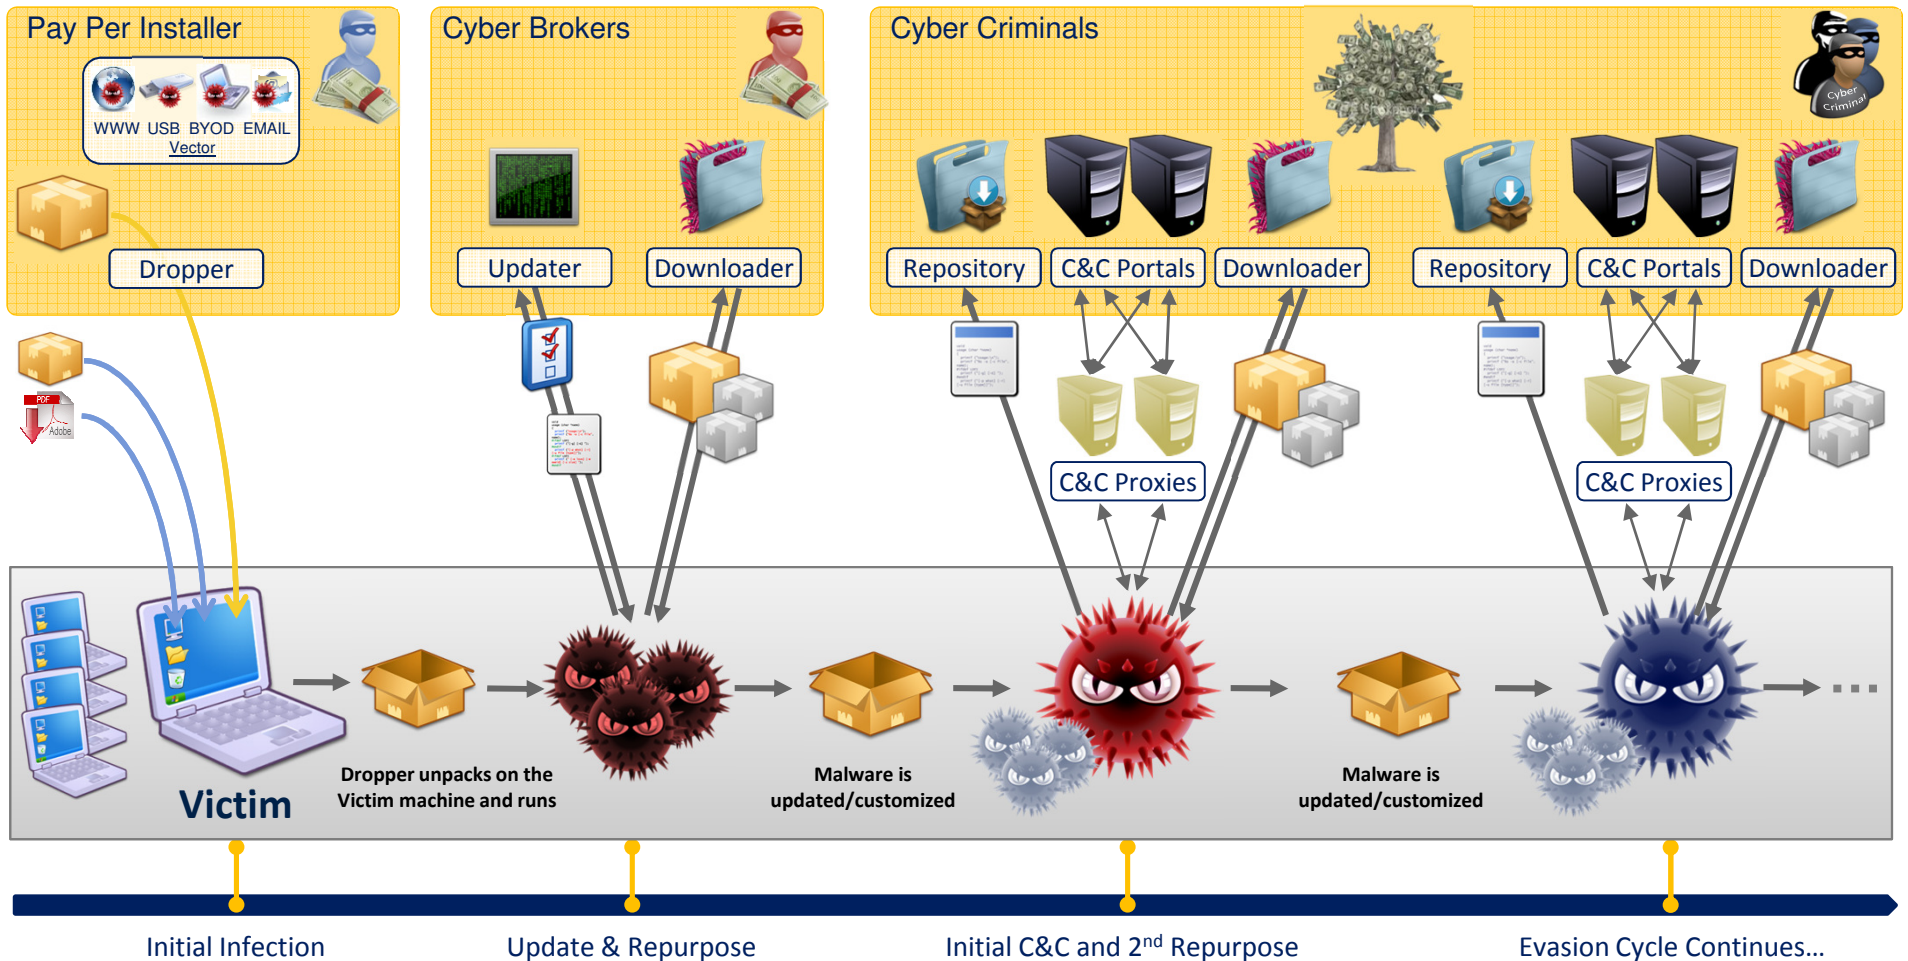 Pay Per Installer
WWW USB BYOD EMAIL
Vector
Dropper
Cyber Brokers
Updater
Downloader
Cyber Criminals
Cyber
Criminal
Repository
C&C Portals
Downloader
Repository
C&C Portals
Downloader
PDF
Adobe
C&C Proxies
C&C Proxies
Victim
Dropper unpacks on the
Victim machine and runs
Malware is
updated/customized
Malware is
updated/customized
Initial Infection
Update & Repurpose
Initial C&C and 2nd Repurpose
Evasion Cycle Continues...